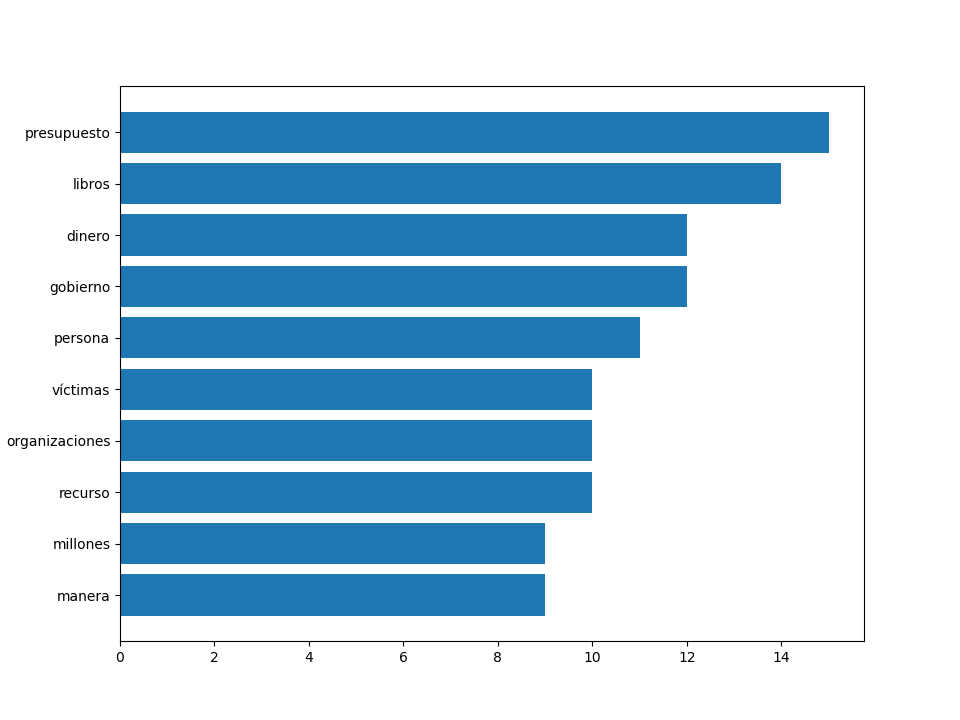 presupuesto
libros
dinero
gobierno
persona
víctimas
organizaciones
recurso
millones
manera
0 2 4 6 8 10 12 14